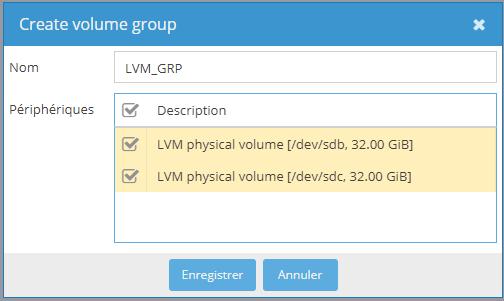 Create volume group
Nom LVM_GRP
Périphériques Description
LVM physical volume [/dev/sdb, 32.00 GiB]
LVM physical volume [/dev/sdc, 32.00 GiB]
Enregistrer Annuler